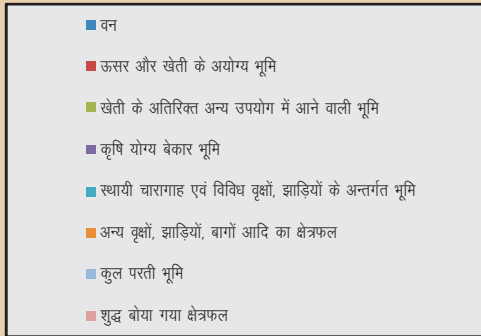 वन
ऊसर और खेती के अयोग्य भूमि
खेती के अतिरिक्त अन्य उपयोग में आने वाली भूमि
कृषि योग्य बेकार भूमि
स्थायी चारागाह एवं विविध वृक्षों, झाड़ियों के अन्तर्गत भूमि
अन्य वृक्षों, झाड़ियों, बागों आदि का क्षेत्रफल
कुल परती भूमि
शुद्ध बोया गया क्षेत्रफल